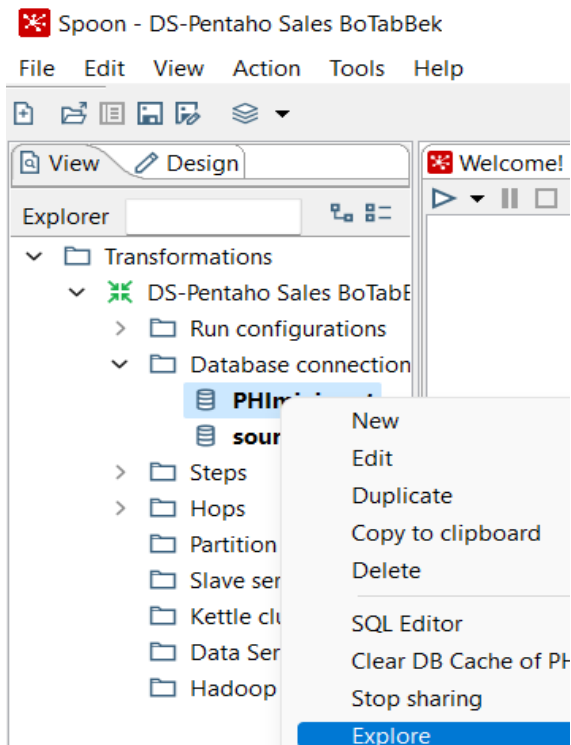 Spoon - DS-Pentaho Sales BoTabBek
File Edit View Action Tools Help
View Design
Welcome!
Explorer
Transformations
DS-Pentaho Sales BoTabB
Run configurations
Database connection
New
Edit
Steps
Duplicate
Hops
Copy to clipboard
Partition
Delete
Slave ser
Kettle clu
SQL Editor
Data Ser
Clear DB Cache of PH
Hadoop
Stop sharing
Explore